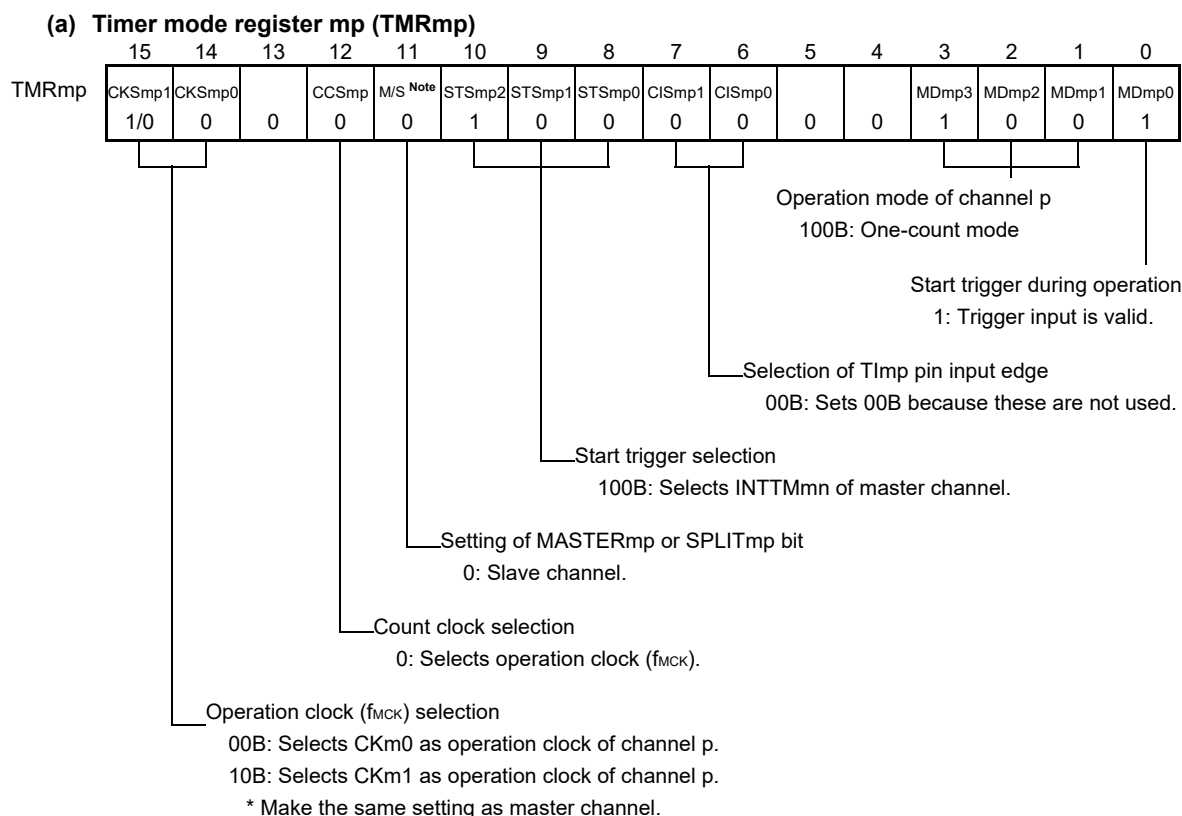 (a) Timer mode register mp (TMRmp)
15 14 13 12 11 10 9 8 7 6 5 4 3 2 1 0
TMRmp CKSmp1 CKSmp0 CCSmp M/S Note STSmp2 STSmp1 STSmp0 CISmp1 CISmp0 MDmp3 MDmp2 MDmp1 MDmp0
1/0 0 0 0 0 1 0 0 0 0 0 0 1 0 0 1
Operation mode of channel p
100B: One-count mode
Start trigger during operation
1: Trigger input is valid.
Selection of TImp pin input edge
00B: Sets 00B because these are not used.
Start trigger selection
100B: Selects INTTMmn of master channel.
Setting of MASTERmp or SPLITmp bit
0: Slave channel.
Count clock selection
0: Selects operation clock (fMCK).
Operation clock (fMCK) selection
00B: Selects CKm0 as operation clock of channel p.
10B: Selects CKm1 as operation clock of channel p.
* Make the same setting as master channel.